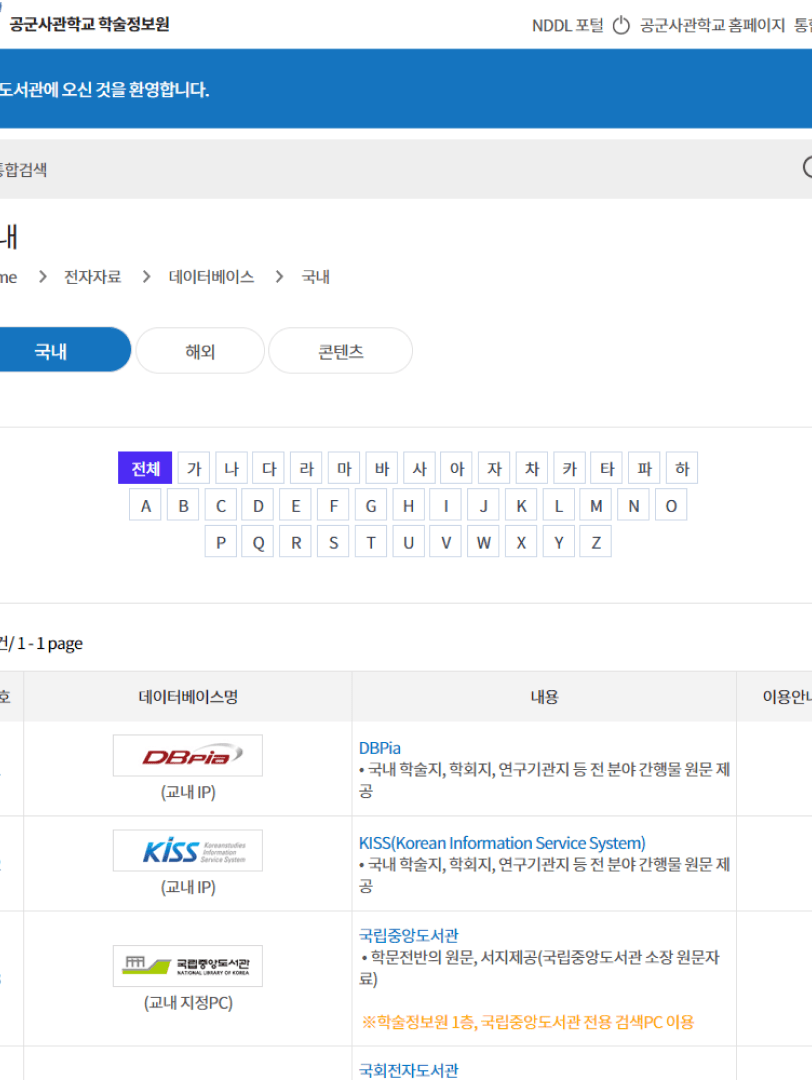 공군사관학교 학술정보원
NDDL 포털 공군사관학교 홈페이지
도서관에 오신 것을 환영합니다.
통합검색
전자자료 데이터베이스 국내
국내 해외 콘텐츠
전체 가 나 다 라 마 바 사 아 자 차 카 타 파 하
A B C D E F G H I J K L M N O
P Q R S T U V W X Y Z
건/ 1 - 1 page
데이터베이스명 내용 이용안내
DBpia
(교내 IP)
DBPia
• 국내 학술지, 학회지, 연구기관지 등 전 분야 간행물 원문 제
공
KISS Koreanstudies
Information
Service System
(교내 IP)
KISS(Korean Information Service System)
• 국내 학술지, 학회지, 연구기관지 등 전 분야 간행물 원문 제
공
국립중앙도서관
NATIONAL LIBRARY OF KOREA
(교내 지정PC)
국립중앙도서관
• 학문전반의 원문, 서지제공(국립중앙도서관 소장 원문자
료)
※학술정보원 1층, 국립중앙도서관 전용 검색PC 이용
국회전자도서관